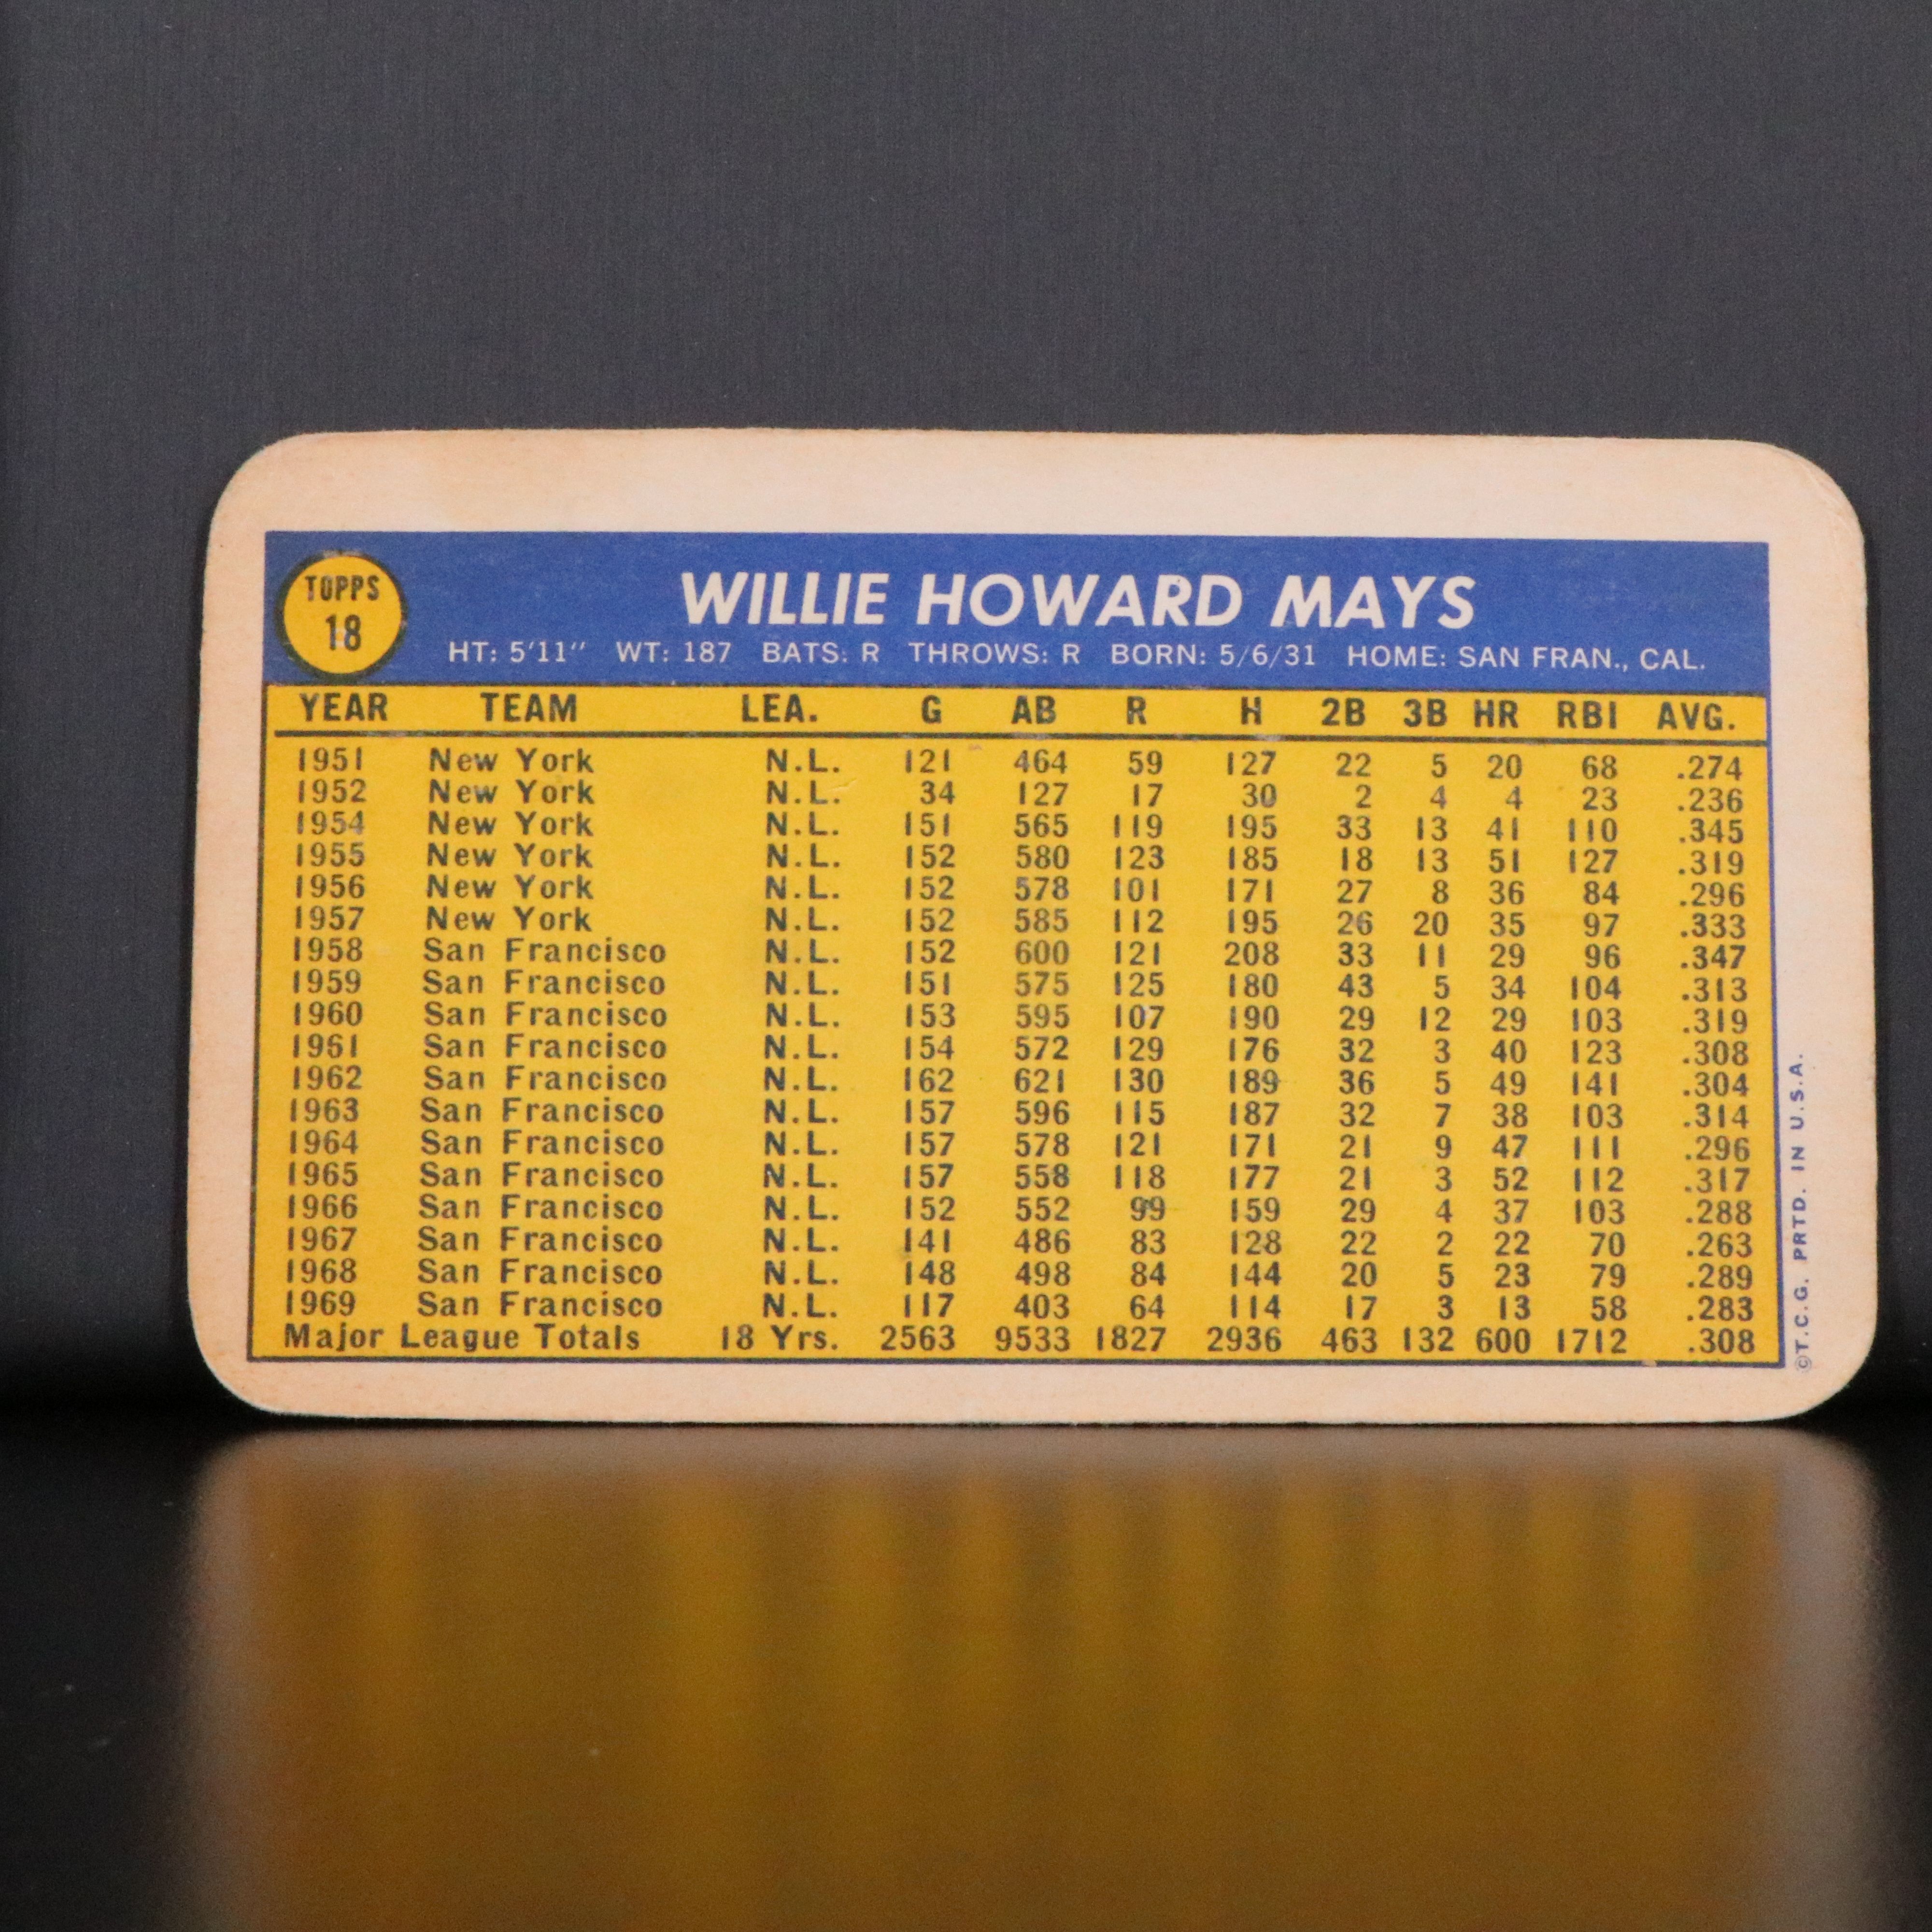 TOPPS
18
WILLIE HOWARD MAYS
HT: 5'11" WT: 187 BATS: R THROWS: R BORN: 5/6/31 HOME: SAN FRAN., CAL.
YEAR TEAM LEA. G AB R H 2B 3B HR RBI AVG.
1951 New York N.L. 121 464 59 127 22 5 20 68 .274
1952 New York N.L. 34 127 17 30 2 4 4 23 .236
1954 New York N.L. 151 565 119 195 33 13 41 110 .345
1955 New York N.L. 152 580 123 185 18 13 51 127 .319
1956 New York N.L. 152 578 101 171 27 8 36 84 .296
1957 New York N.L. 152 585 112 195 26 20 35 97 .333
1958 San Francisco N.L. 152 600 121 208 33 11 29 96 .347
1959 San Francisco N.L. 151 575 125 180 43 5 34 104 .313
1960 San Francisco N.L. 153 595 107 190 29 12 29 103 .319
1961 San Francisco N.L. 154 572 129 176 32 3 40 123 .308
1962 San Francisco N.L. 162 621 130 189 36 5 49 141 .304
1963 San Francisco N.L. 157 596 115 187 32 7 38 103 .314
1964 San Francisco N.L. 157 578 121 171 21 9 47 111 .296
1965 San Francisco N.L. 157 558 118 177 21 3 52 112 .317
1966 San Francisco N.L. 152 552 99 159 29 4 37 103 .288
1967 San Francisco N.L. 141 486 83 128 22 2 22 70 .263
1968 San Francisco N.L. 148 498 84 144 20 5 23 79 .289
1969 San Francisco N.L. 117 403 64 114 17 3 13 58 .283
Major League Totals 18 Yrs. 2563 9533 1827 2936 463 132 600 1712 .308
©T.C.G. PRTD. IN U.S.A.